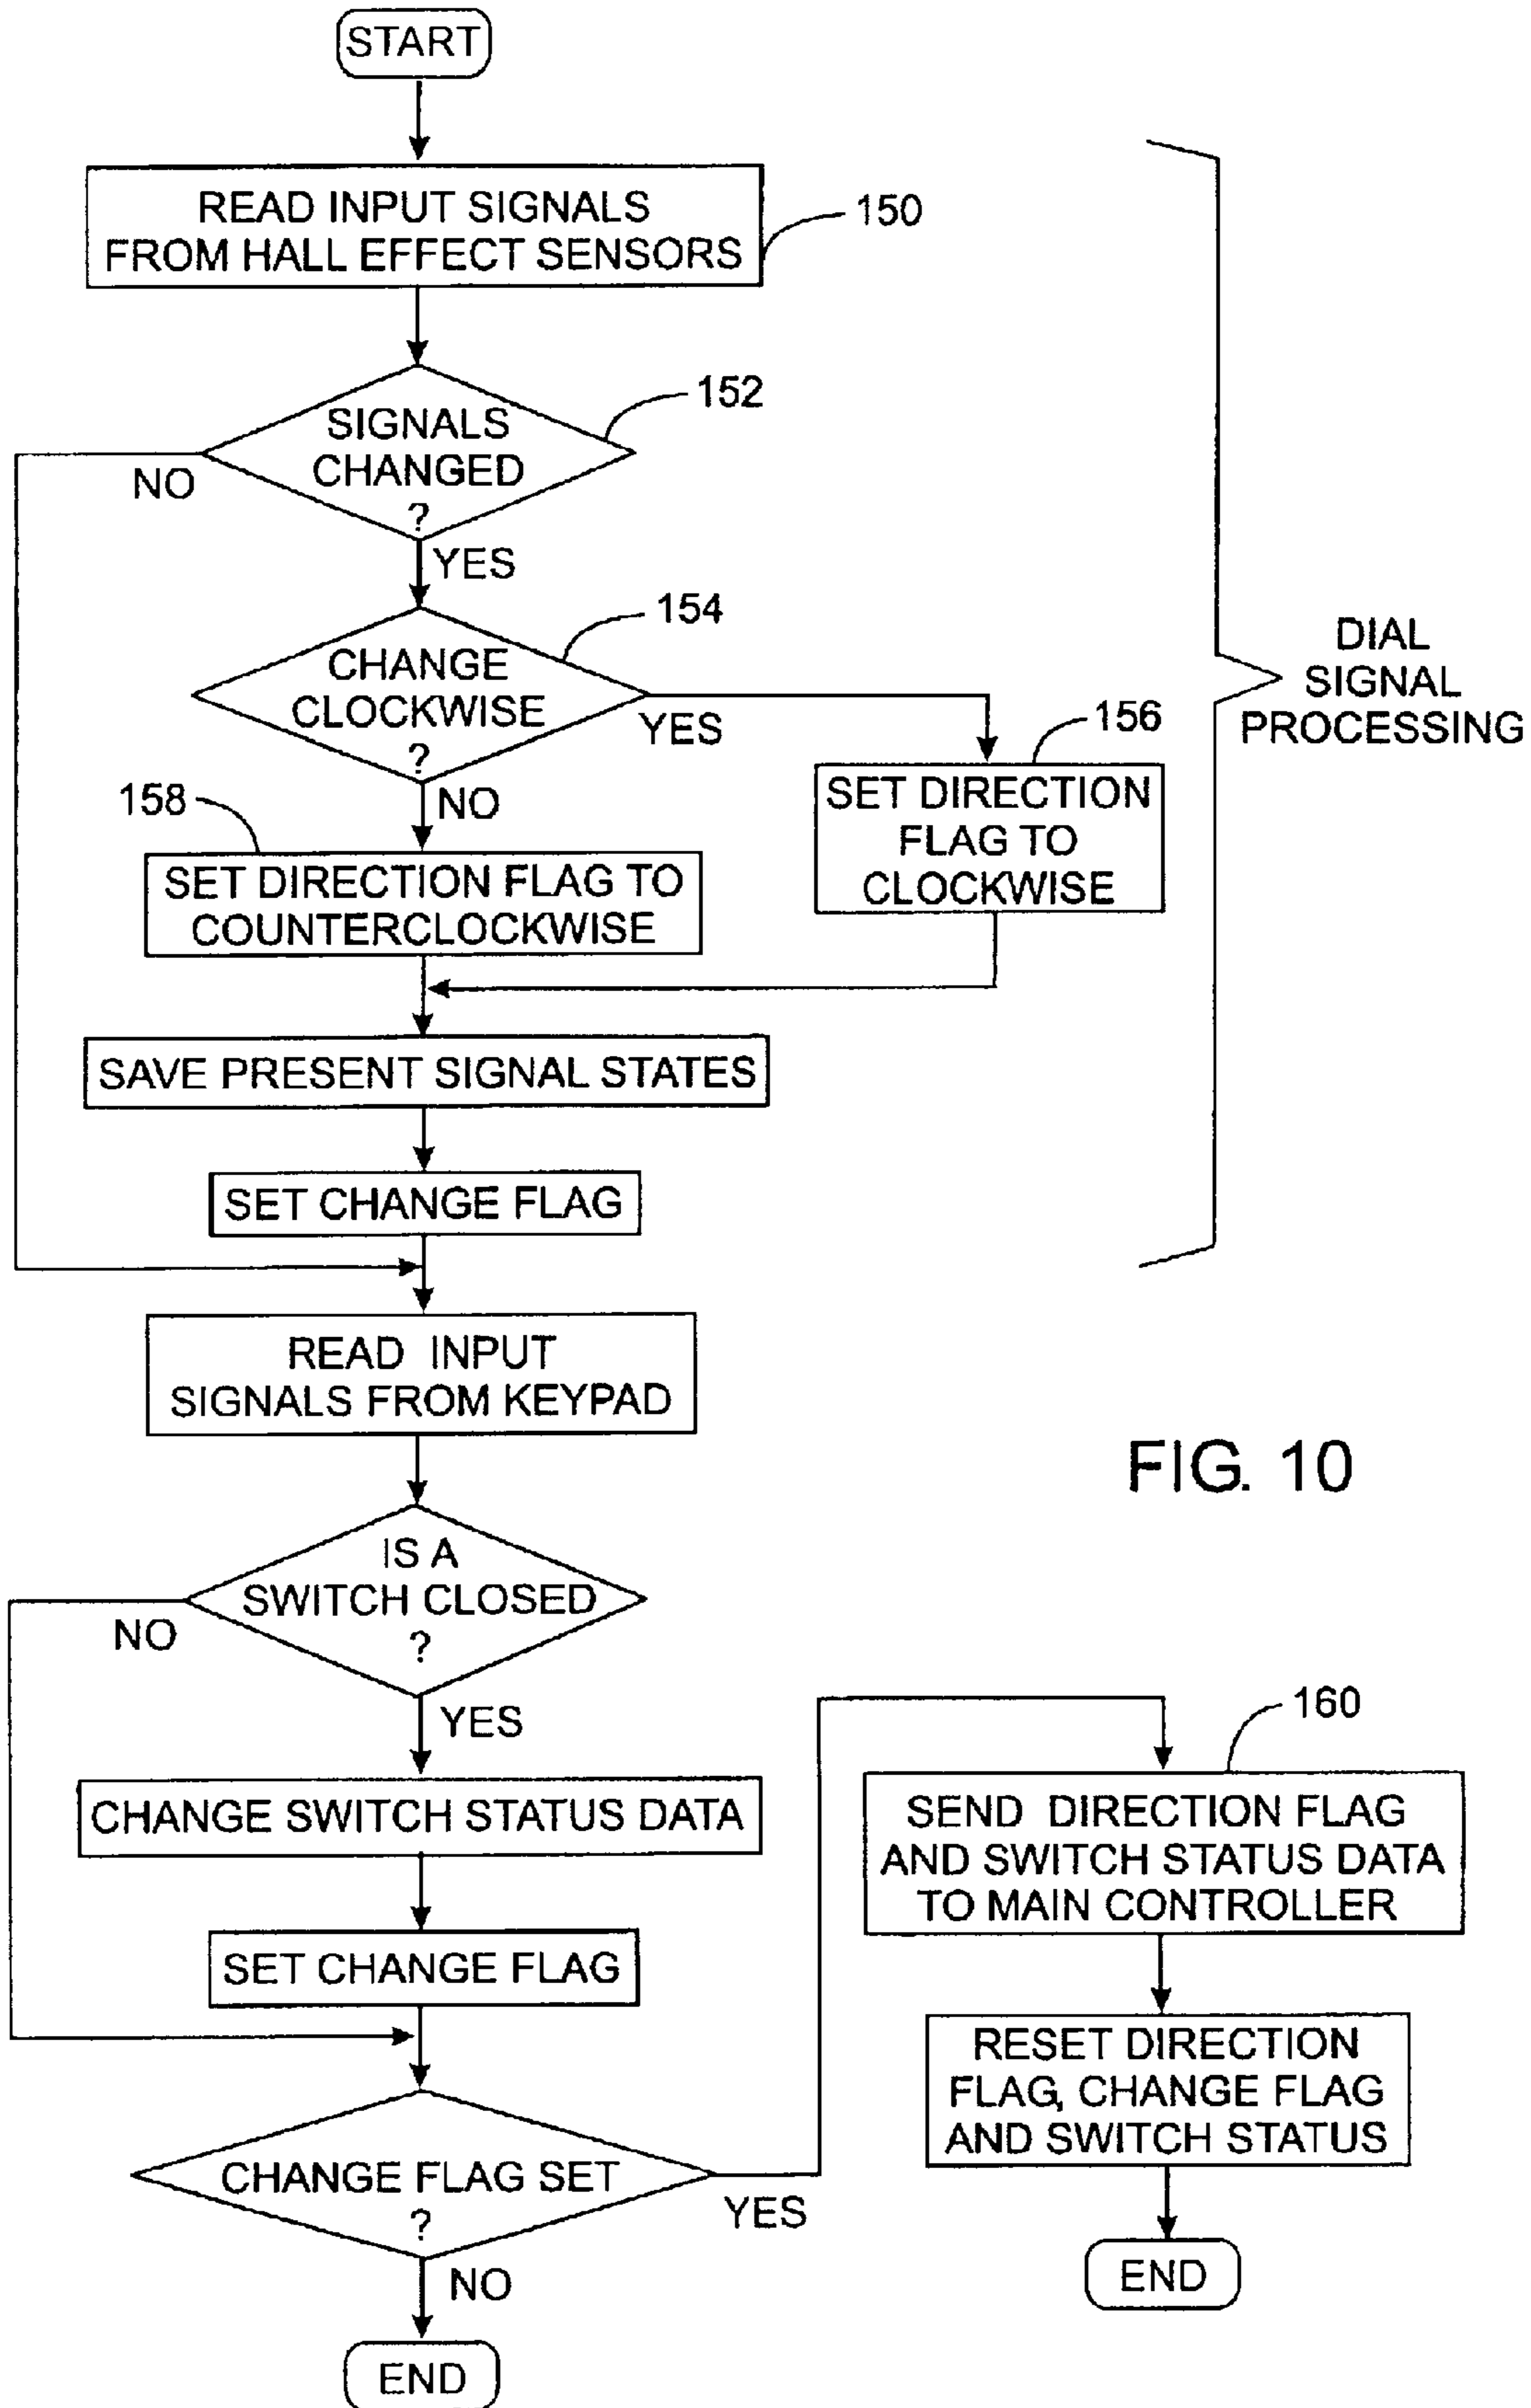 START
READ INPUT SIGNALS
FROM HALL EFFECT SENSORS
150
SIGNALS
CHANGED
?
152
NO
YES
CHANGE
CLOCKWISE
?
154
YES
NO
156
SET DIRECTION
FLAG TO
CLOCKWISE
158
SET DIRECTION FLAG TO
COUNTERCLOCKWISE
DIAL
SIGNAL
PROCESSING
SAVE PRESENT SIGNAL STATES
SET CHANGE FLAG
READ INPUT
SIGNALS FROM KEYPAD
FIG. 10
IS A
SWITCH CLOSED
?
NO
YES
CHANGE SWITCH STATUS DATA
SET CHANGE FLAG
CHANGE FLAG SET
?
YES
NO
END
160
SEND DIRECTION FLAG
AND SWITCH STATUS DATA
TO MAIN CONTROLLER
RESET DIRECTION
FLAG, CHANGE FLAG
AND SWITCH STATUS
END